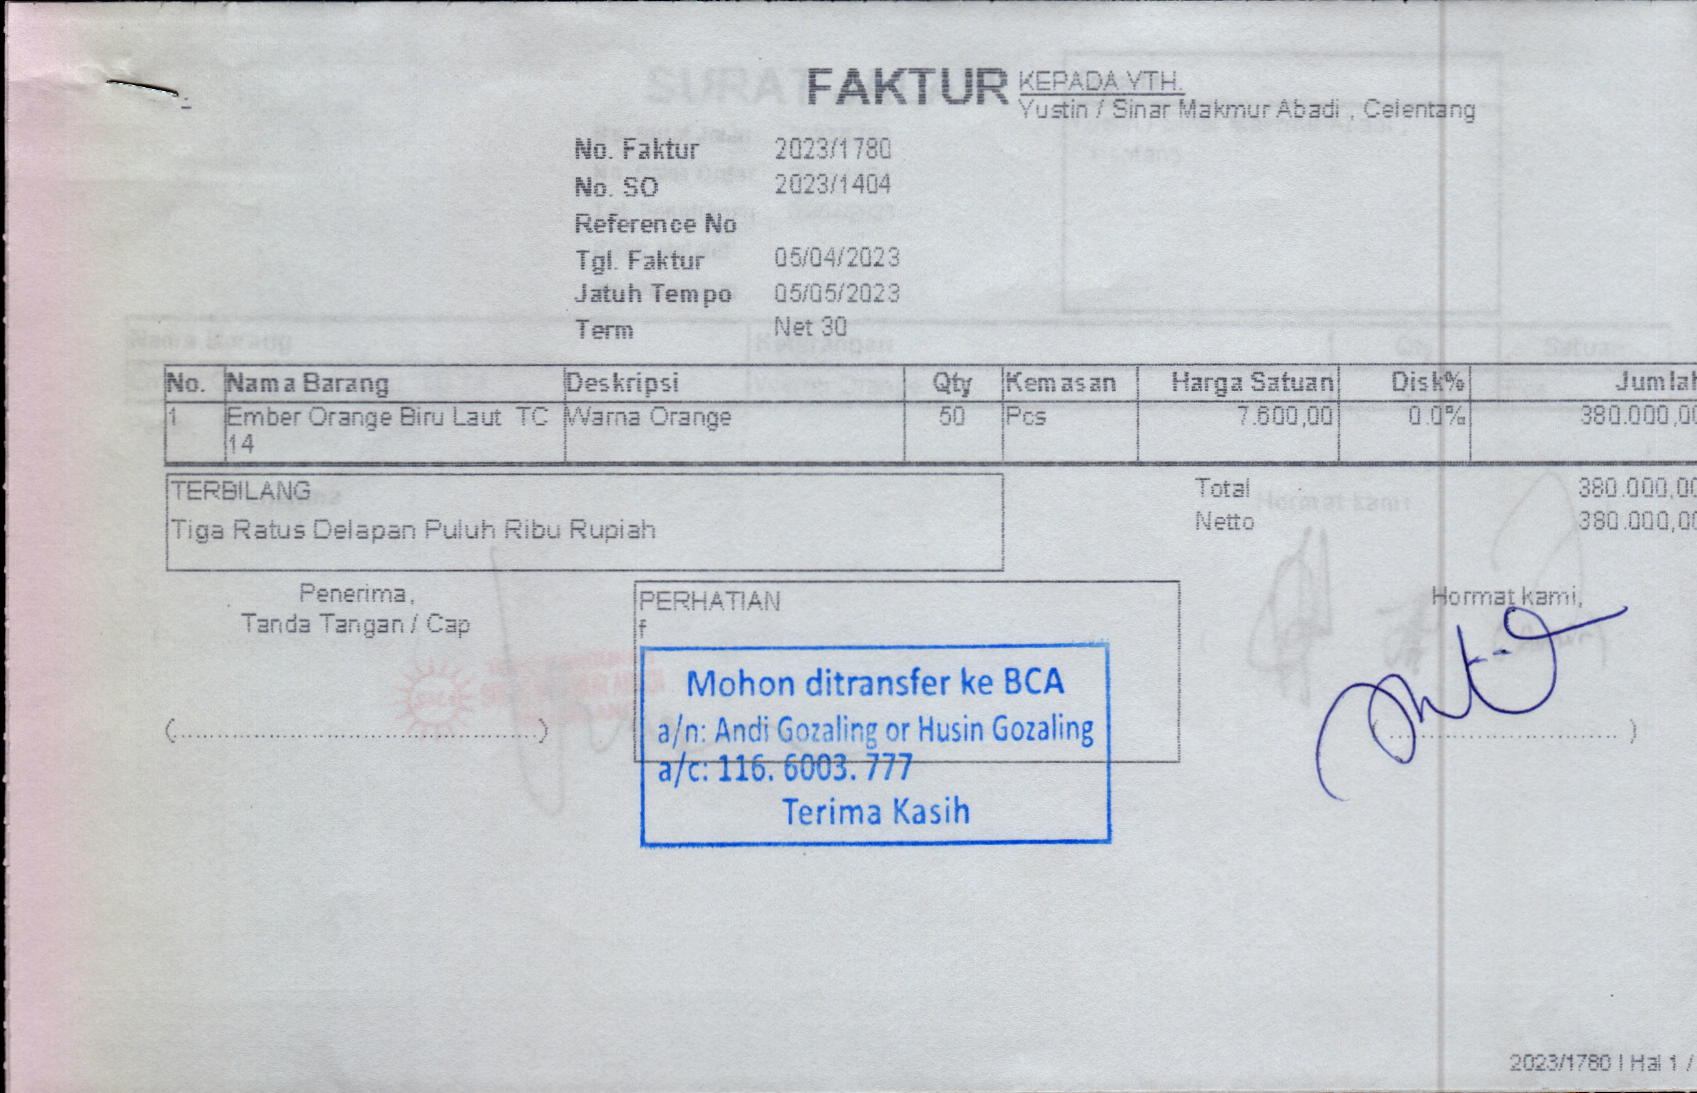 FAKTUR
KEPADA YTH.
Yustin / Sinar Makmur Abadi , Celentang
No. Faktur 2023/1780
No. SO 2023/1404
Reference No
Tgl. Faktur 05/04/2023
Jatuh Tempo 05/05/2023
Term Net 30
No. Nama Barang Deskripsi Qty Kemasan Harga Satuan Disk% Jumlah
1 Ember Orange Biru Laut TC Warna Orange 50 Pcs 7.600,00 0.0% 380.000,00
14
TERBILANG
Tiga Ratus Delapan Puluh Ribu Rupiah
Total 380.000,00
Netto 380.000,00
Penerima,
Tanda Tangan / Cap
(........................................)
PERHATIAN
f
Mohon ditransfer ke BCA
a/n: Andi Gozaling or Husin Gozaling
a/c: 116. 6003. 777
Terima Kasih
Hormat kami,
2023/1780 | Hal 1 /